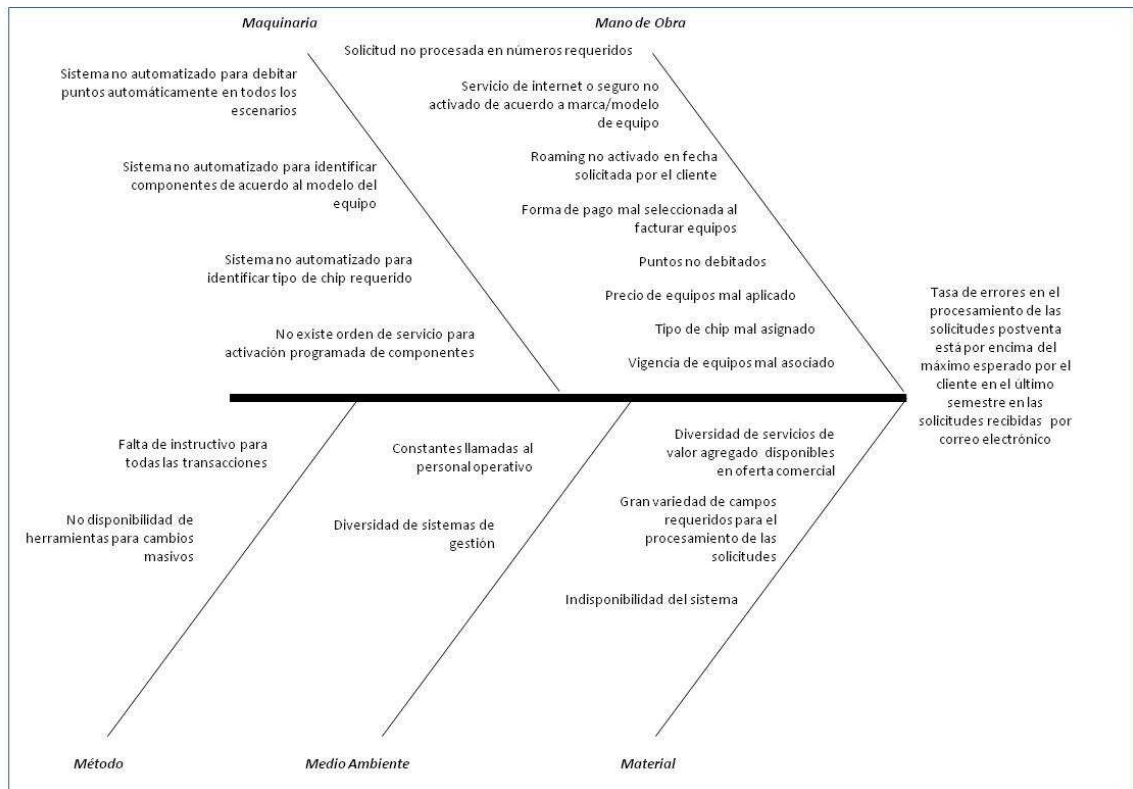 Maquinaria
Sistema no automatizado para debitar
puntos automáticamente en todos los
escenarios
Sistema no automatizado para identificar
componentes de acuerdo al modelo del
equipo
Sistema no automatizado para
identificar tipo de chip requerido
No existe orden de servicio para
activación programada de componentes
Mano de Obra
Solicitud no procesada en números requeridos
Servicio de internet o seguro no
activado de acuerdo a marca/modelo
de equipo
Roaming no activado en fecha
solicitada por el cliente
Forma de pago mal seleccionada al
facturar equipos
Puntos no debitados
Precio de equipos mal aplicado
Tipo de chip mal asignado
Vigencia de equipos mal asociado
Tasa de errores en el
procesamiento de las
solicitudes postventa
está por encima del
máximo esperado por el
cliente en el último
semestre en las
solicitudes recibidas por
correo electrónico
Falta de instructivo para
todas las transacciones
No disponibilidad de
herramientas para cambios
masivos
Método
Constantes llamadas al
personal operativo
Diversidad de sistemas de
gestión
Medio Ambiente
Diversidad de servicios de
valor agregado disponibles
en oferta comercial
Gran variedad de campos
requeridos para el
procesamiento de las
solicitudes
Indisponibilidad del sistema
Material